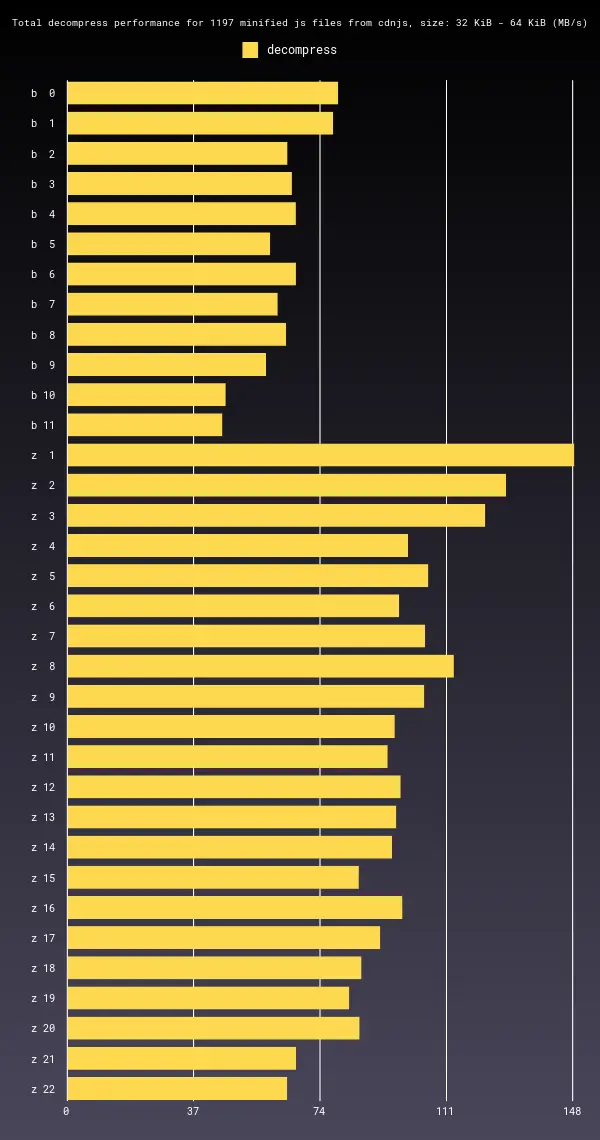 Total decompress performance for 1197 minified js files from cdnjs, size: 32 KiB - 64 KiB (MB/s)
decompress
b 0
b 1
b 2
b 3
b 4
b 5
b 6
b 7
b 8
b 9
b 10
b 11
z 1
z 2
z 3
z 4
z 5
z 6
z 7
z 8
z 9
z 10
z 11
z 12
z 13
z 14
z 15
z 16
z 17
z 18
z 19
z 20
z 21
z 22
0 37 74 111 148